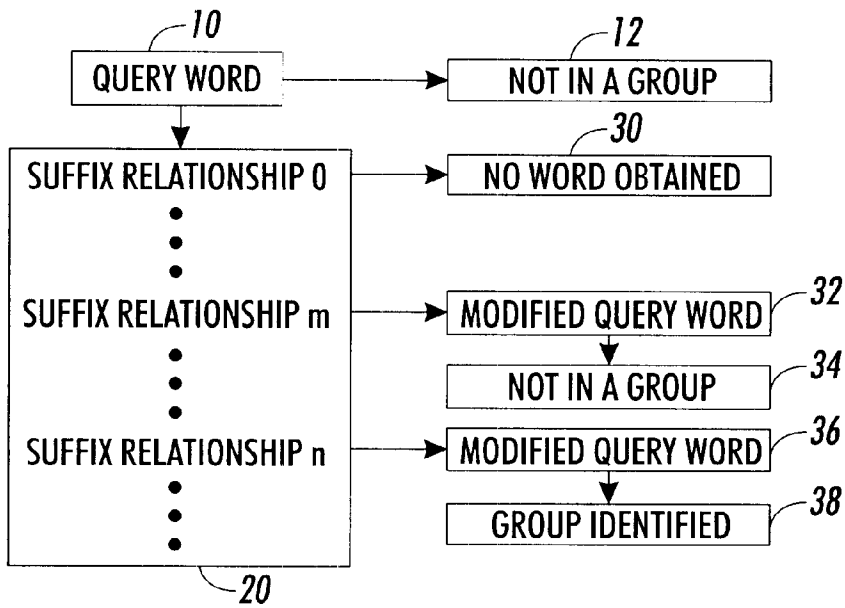 10
12
QUERY WORD
NOT IN A GROUP
30
SUFFIX RELATIONSHIP 0
NO WORD OBTAINED
SUFFIX RELATIONSHIP m
MODIFIED QUERY WORD
32
NOT IN A GROUP
34
SUFFIX RELATIONSHIP n
MODIFIED QUERY WORD
36
GROUP IDENTIFIED
38
20